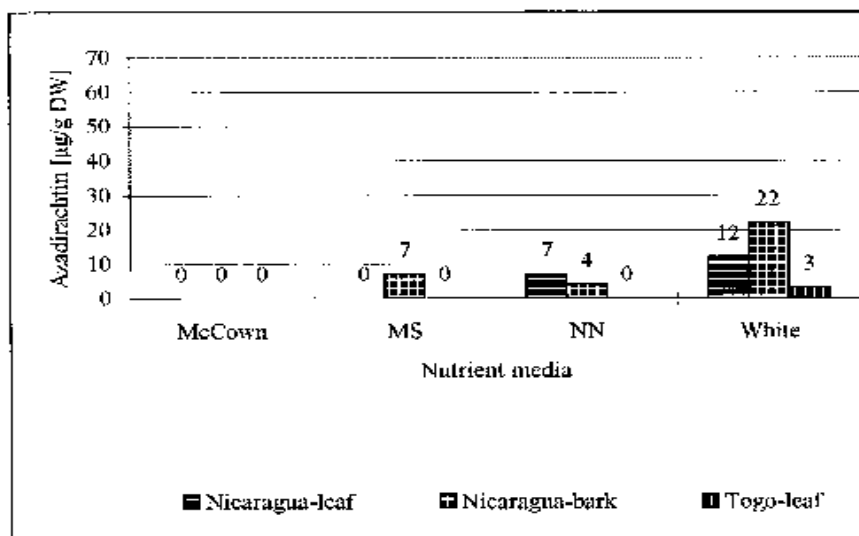 Azadirachtin [µg/g DW]
70
60
50
40
30
20
10
0
0 0 0
0 7 0
7 4 0
12 22 3
McCown MS NN White
Nutrient media
Nicaragua-leaf Nicaragua-bark Togo-leaf